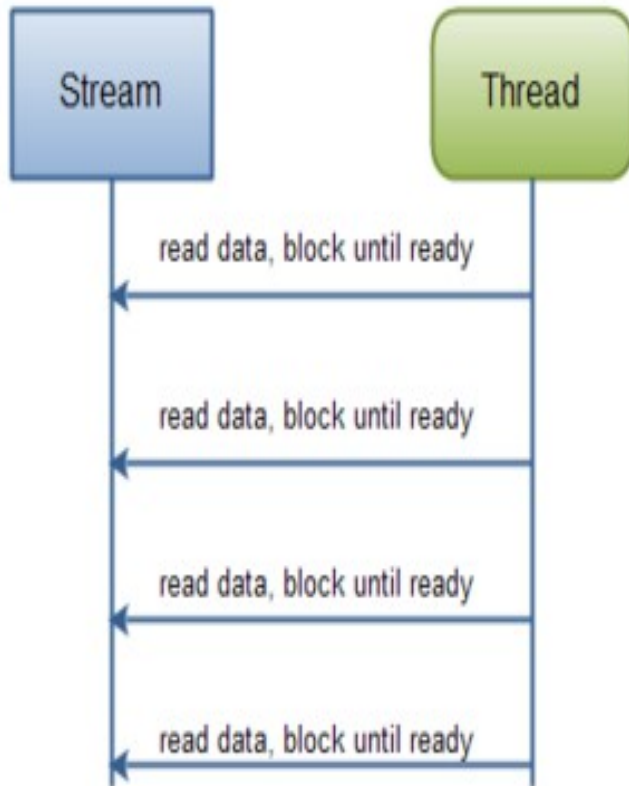 Stream
Thread
read data, block until ready
read data, block until ready
read data, block until ready
read data, block until ready